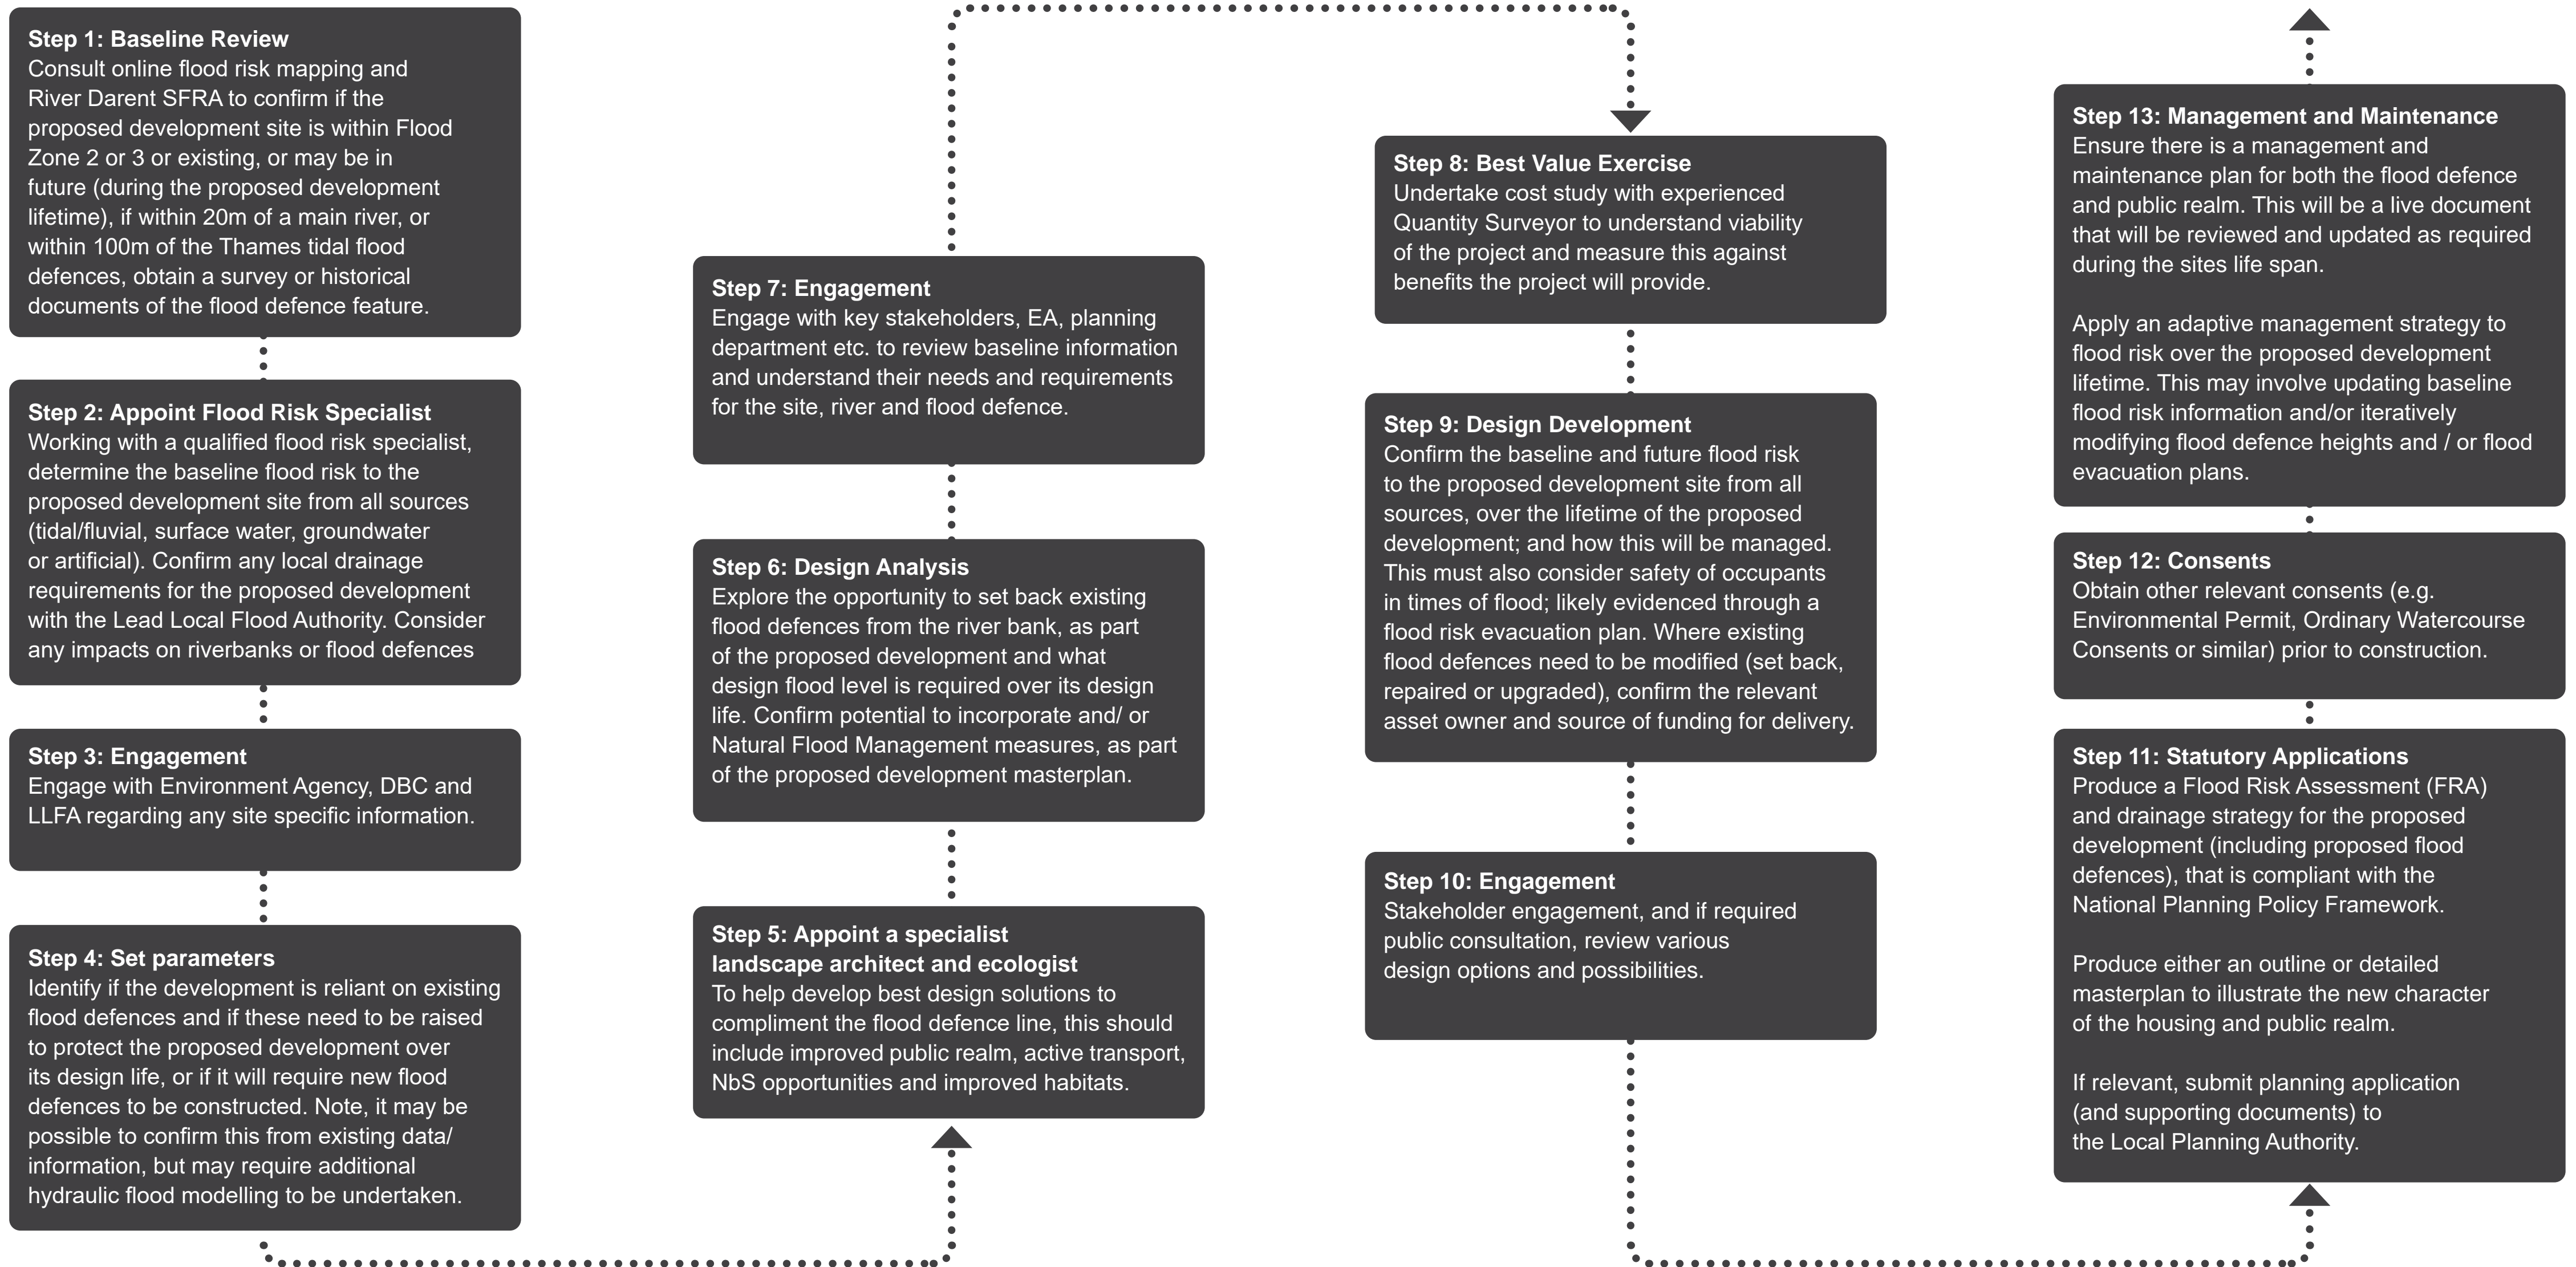 Step 1: Baseline Review
Consult online flood risk mapping and
River Darent SFRA to confirm if the
proposed development site is within Flood
Zone 2 or 3 or existing, or may be in
future (during the proposed development
lifetime), if within 20m of a main river, or
within 100m of the Thames tidal flood
defences, obtain a survey or historical
documents of the flood defence feature.
Step 2: Appoint Flood Risk Specialist
Working with a qualified flood risk specialist,
determine the baseline flood risk to the
proposed development site from all sources
(tidal/fluvial, surface water, groundwater
or artificial). Confirm any local drainage
requirements for the proposed development
with the Lead Local Flood Authority. Consider
any impacts on riverbanks or flood defences
Step 3: Engagement
Engage with Environment Agency, DBC and
LLFA regarding any site specific information.
Step 4: Set parameters
Identify if the development is reliant on existing
flood defences and if these need to be raised
to protect the proposed development over
its design life, or if it will require new flood
defences to be constructed. Note, it may be
possible to confirm this from existing data/
information, but may require additional
hydraulic flood modelling to be undertaken.
Step 5: Appoint a specialist
landscape architect and ecologist
To help develop best design solutions to
compliment the flood defence line, this should
include improved public realm, active transport,
NbS opportunities and improved habitats.
Step 6: Design Analysis
Explore the opportunity to set back existing
flood defences from the river bank, as part
of the proposed development and what
design flood level is required over its design
life. Confirm potential to incorporate and/ or
Natural Flood Management measures, as part
of the proposed development masterplan.
Step 7: Engagement
Engage with key stakeholders, EA, planning
department etc. to review baseline information
and understand their needs and requirements
for the site, river and flood defence.
Step 8: Best Value Exercise
Undertake cost study with experienced
Quantity Surveyor to understand viability
of the project and measure this against
benefits the project will provide.
Step 9: Design Development
Confirm the baseline and future flood risk
to the proposed development site from all
sources, over the lifetime of the proposed
development; and how this will be managed.
This must also consider safety of occupants
in times of flood; likely evidenced through a
flood risk evacuation plan. Where existing
flood defences need to be modified (set back,
repaired or upgraded), confirm the relevant
asset owner and source of funding for delivery.
Step 10: Engagement
Stakeholder engagement, and if required
public consultation, review various
design options and possibilities.
Step 11: Statutory Applications
Produce a Flood Risk Assessment (FRA)
and drainage strategy for the proposed
development (including proposed flood
defences), that is compliant with the
National Planning Policy Framework.
Produce either an outline or detailed
masterplan to illustrate the new character
of the housing and public realm.
If relevant, submit planning application
(and supporting documents) to
the Local Planning Authority.
Step 12: Consents
Obtain other relevant consents (e.g.
Environmental Permit, Ordinary Watercourse
Consents or similar) prior to construction.
Step 13: Management and Maintenance
Ensure there is a management and
maintenance plan for both the flood defence
and public realm. This will be a live document
that will be reviewed and updated as required
during the sites life span.
Apply an adaptive management strategy to
flood risk over the proposed development
lifetime. This may involve updating baseline
flood risk information and/or iteratively
modifying flood defence heights and / or flood
evacuation plans.